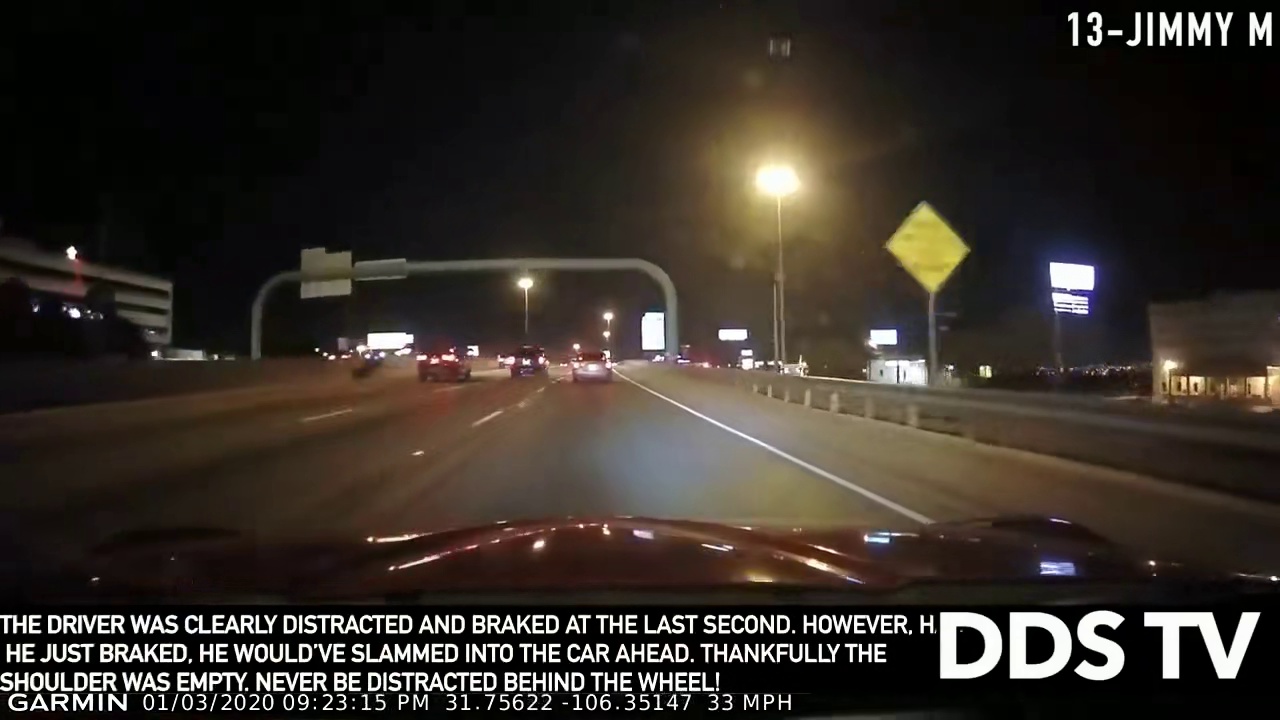 13-JIMMY M
THE DRIVER WAS CLEARLY DISTRACTED AND BRAKED AT THE LAST SECOND. HOWEVER, HA
HE JUST BRAKED, HE WOULD'VE SLAMMED INTO THE CAR AHEAD. THANKFULLY THE
SHOULDER WAS EMPTY. NEVER BE DISTRACTED BEHIND THE WHEEL!
DDS TV
GARMIN 01/03/2020 09:23:15 PM 31.75622 -106.35147 33 MPH